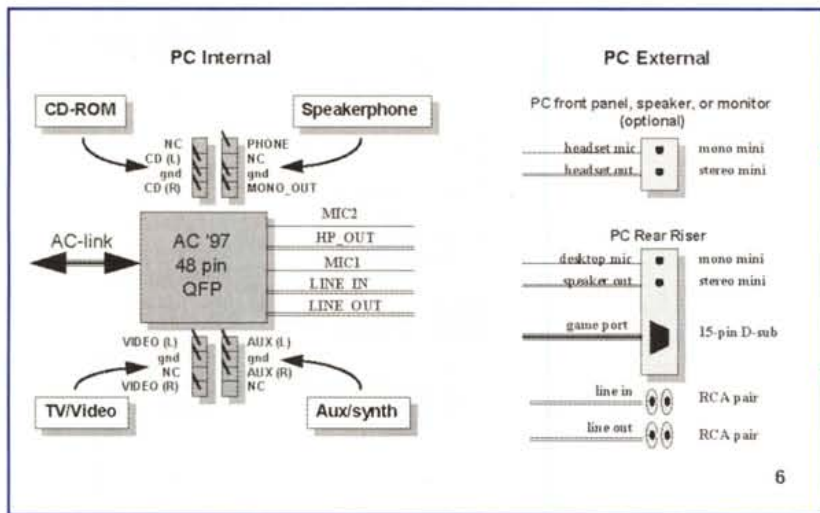 PC Internal
CD-ROM
Speakerphone
NC
CD (L)
gnd
CD (R)
PHONE
NC
gnd
MONO_OUT
AC-link
AC '97
48 pin
QFP
MIC2
HP_OUT
MIC1
LINE_IN
LINE_OUT
VIDEO (L)
gnd
NC
VIDEO (R)
AUX (L)
gnd
AUX (R)
NC
TV/Video
Aux/synth
PC External
PC front panel, speaker, or monitor
(optional)
headset mic mono mini
headset out stereo mini
PC Rear Riser
desktop mic mono mini
speaker out stereo mini
game port 15-pin D-sub
line in RCA pair
line out RCA pair
6